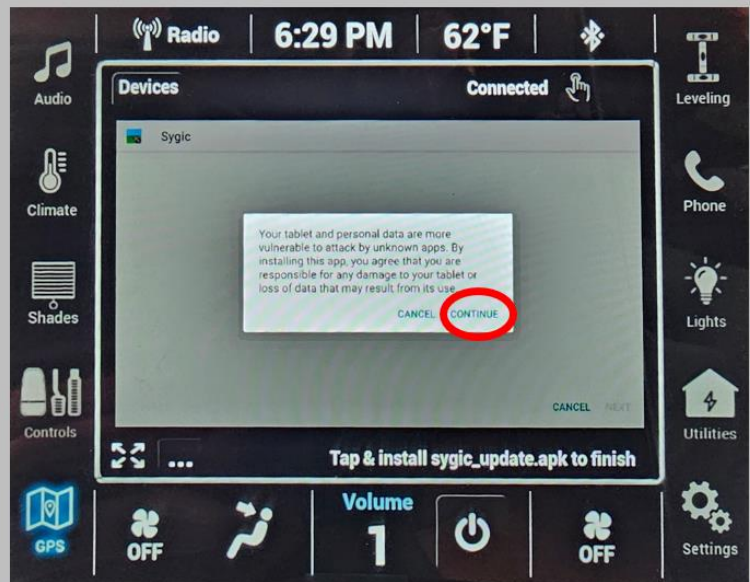 Radio
6:29 PM
62°F
Audio
Devices
Connected
Leveling
Sygic
Climate
Phone
Your tablet and personal data are more
vulnerable to attack by unknown apps. By
installing this app, you agree that you are
responsible for any damage to your tablet or
loss of data that may result from its use.
CANCEL CONTINUE
Shades
Lights
CANCEL NEXT
Controls
Utilities
... Tap & install sygic_update.apk to finish
GPS
OFF
Volume
1
OFF
Settings